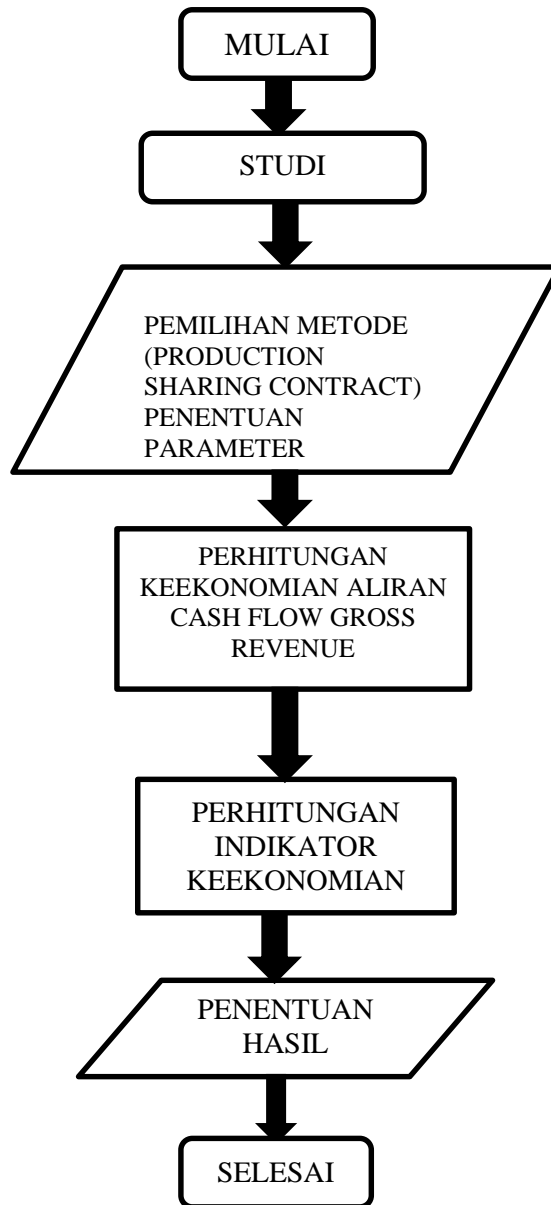 MULAI
STUDI
PEMILIHAN METODE
(PRODUCTION
SHARING CONTRACT)
PENENTUAN
PARAMETER
PERHITUNGAN
KEEKONOMIAN ALIRAN
CASH FLOW GROSS
REVENUE
PERHITUNGAN
INDIKATOR
KEEKONOMIAN
PENENTUAN
HASIL
SELESAI